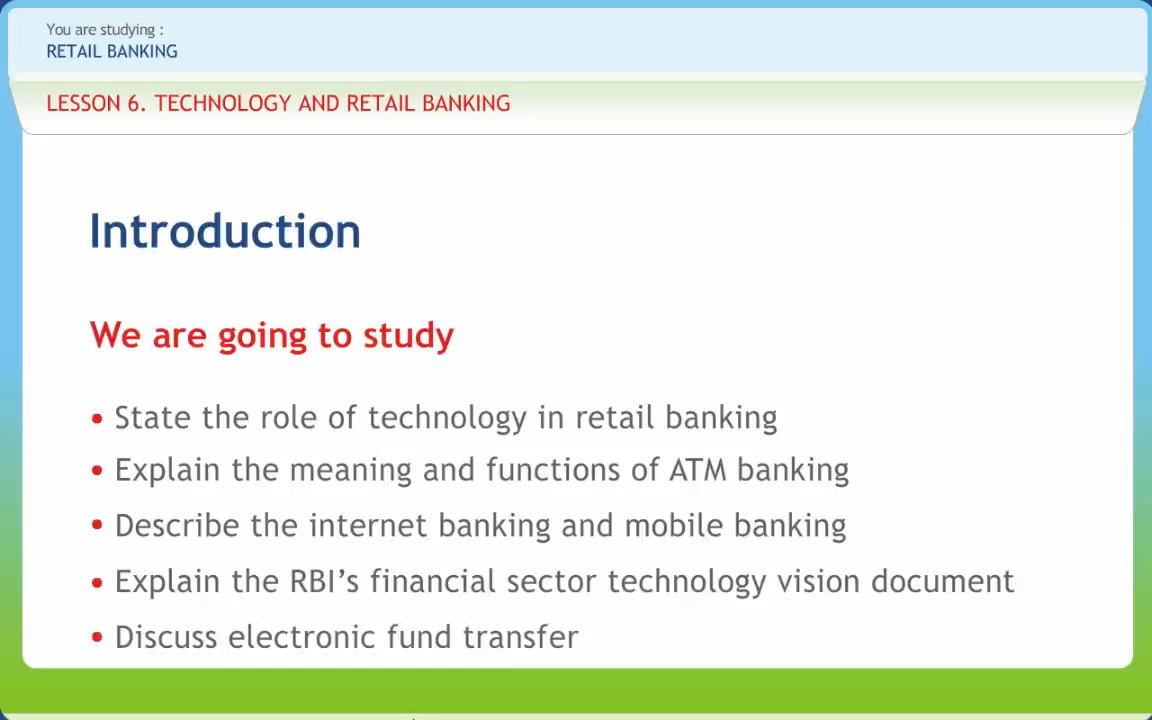 You are studying :
RETAIL BANKING
LESSON 6. TECHNOLOGY AND RETAIL BANKING
Introduction
We are going to study
• State the role of technology in retail banking
• Explain the meaning and functions of ATM banking
• Describe the internet banking and mobile banking
• Explain the RBI’s financial sector technology vision document
• Discuss electronic fund transfer